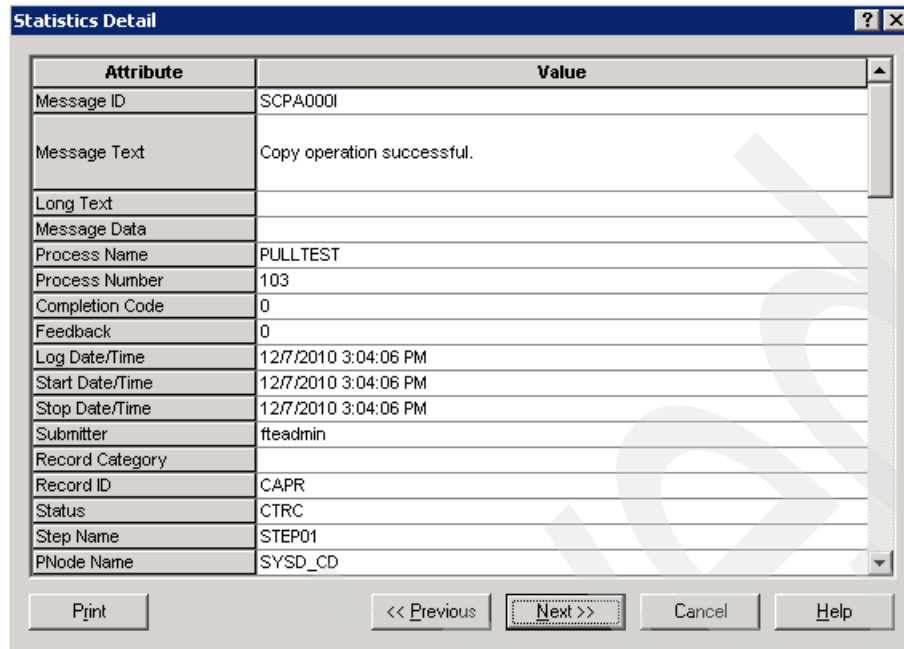 Statistics Detail
Attribute Value
Message ID SCPA000I
Message Text Copy operation successful.
Long Text
Message Data
Process Name PULLTEST
Process Number 103
Completion Code 0
Feedback 0
Log Date/Time 12/7/2010 3:04:06 PM
Start Date/Time 12/7/2010 3:04:06 PM
Stop Date/Time 12/7/2010 3:04:06 PM
Submitter fteadmin
Record Category
Record ID CAPR
Status CTRC
Step Name STEP01
PNode Name SYSD_CD
Print << Previous Next >> Cancel Help